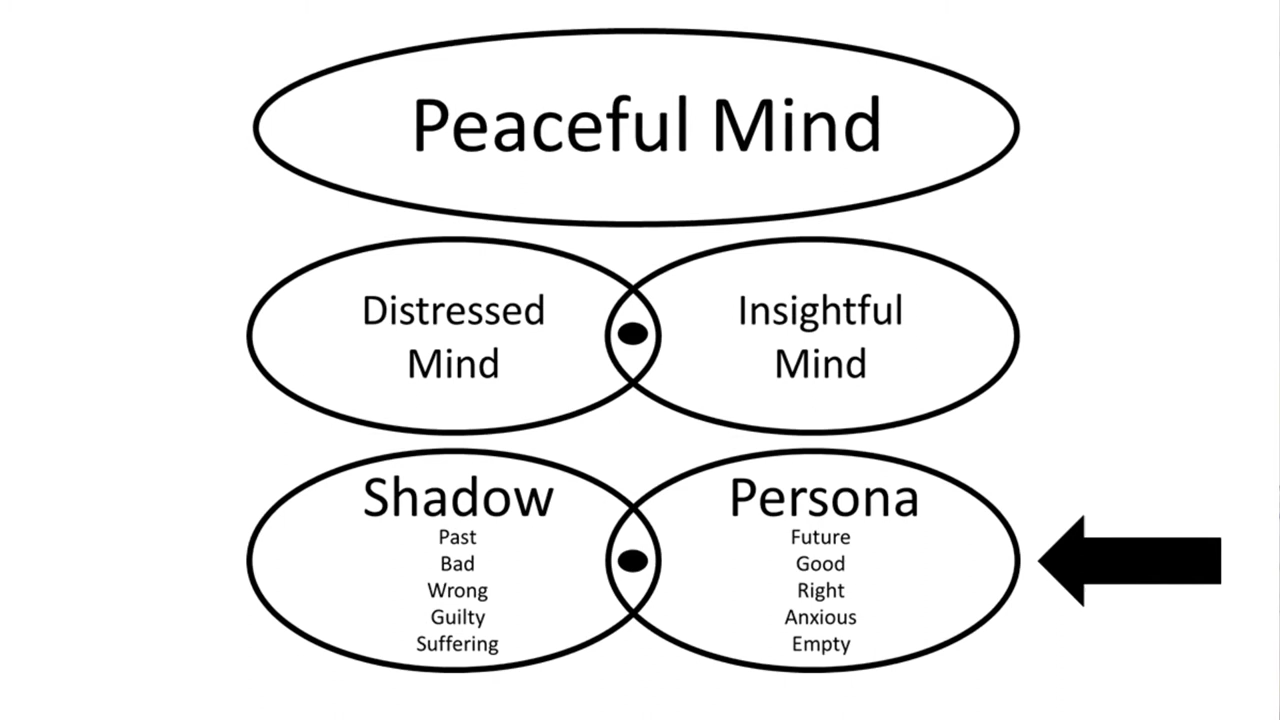 Peaceful Mind
Distressed
Mind
Insightful
Mind
Shadow
Past
Bad
Wrong
Guilty
Suffering
Persona
Future
Good
Right
Anxious
Empty